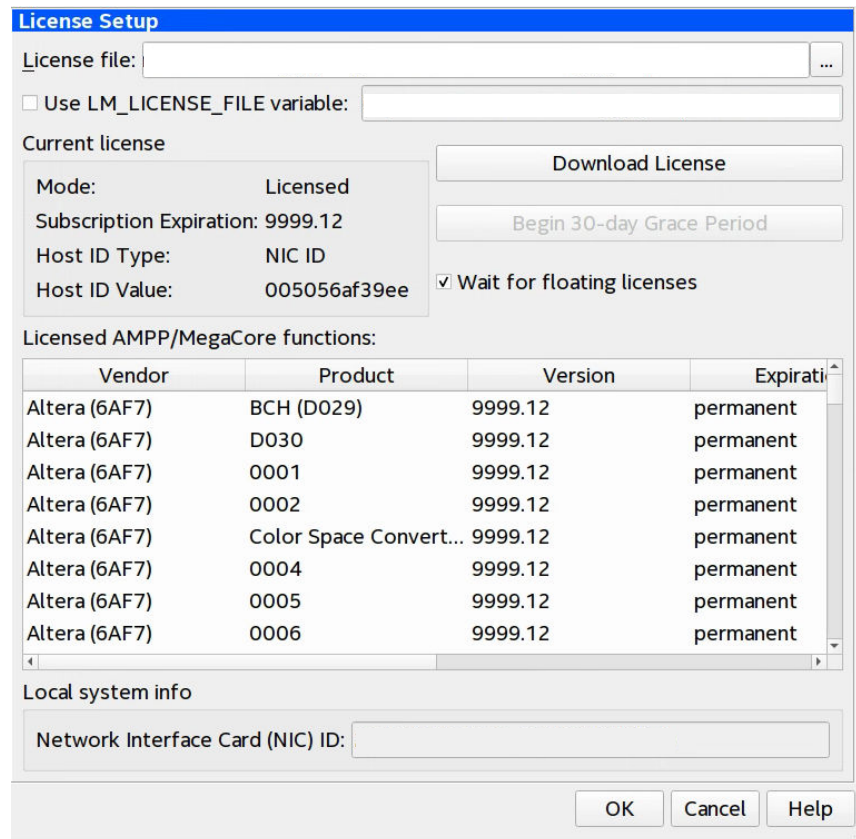 License Setup
License file:
...
Use LM_LICENSE_FILE variable:
Current license
Download License
Mode: Licensed
Subscription Expiration: 9999.12
Begin 30-day Grace Period
Host ID Type: NIC ID
Host ID Value: 005056af39ee
Wait for floating licenses
Licensed AMPP/MegaCore functions:
Vendor Product Version Expirati
Altera (6AF7) BCH (D029) 9999.12 permanent
Altera (6AF7) D030 9999.12 permanent
Altera (6AF7) 0001 9999.12 permanent
Altera (6AF7) 0002 9999.12 permanent
Altera (6AF7) Color Space Convert... 9999.12 permanent
Altera (6AF7) 0004 9999.12 permanent
Altera (6AF7) 0005 9999.12 permanent
Altera (6AF7) 0006 9999.12 permanent
Local system info
Network Interface Card (NIC) ID:
OK Cancel Help